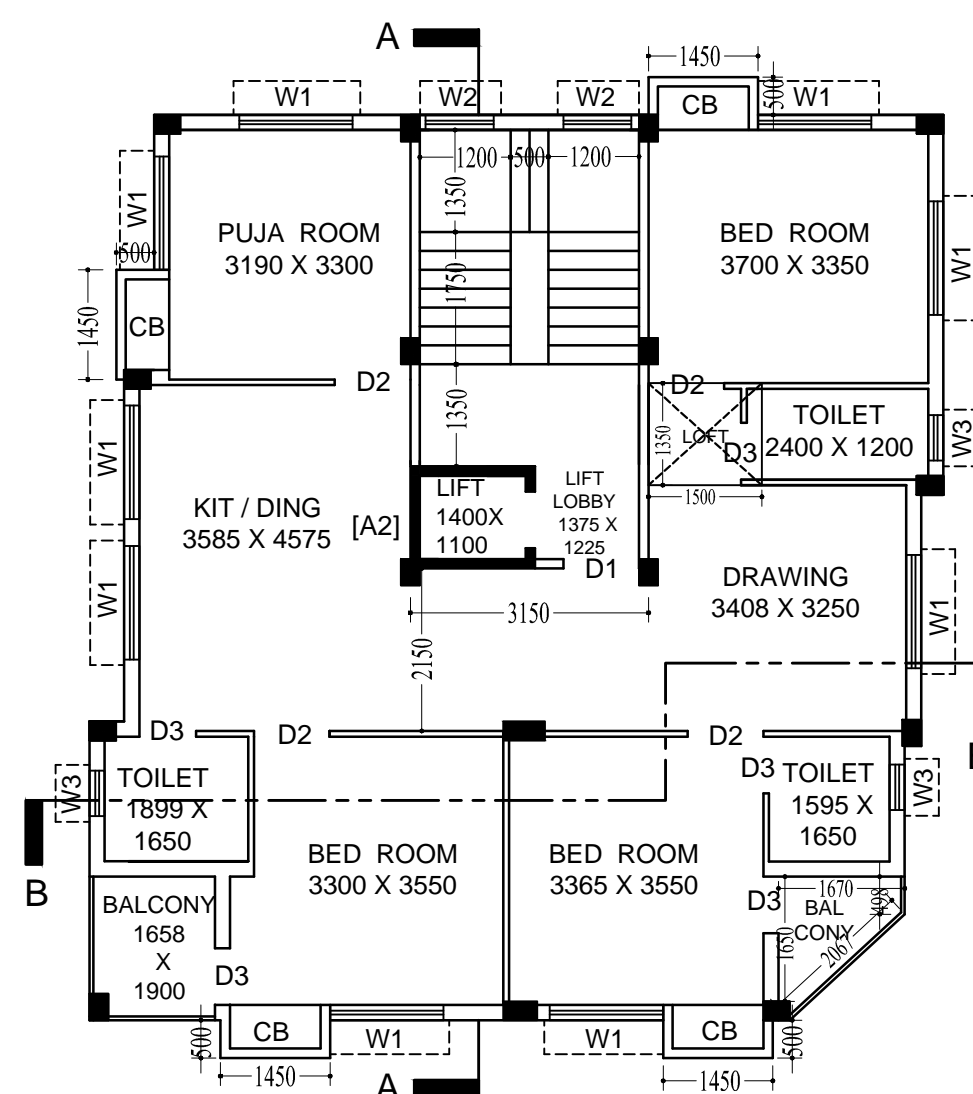 A
1450
W1
W2
W2
CB
500
W1
1200
500
1200
1350
W1
PUJA ROOM
3190 X 3300
BED ROOM
3700 X 3350
500
W1
1750
1450
CB
D2
D2
1350
LOFT
1350
D3
TOILET
2400 X 1200
W3
1500
W1
KIT / DING
3585 X 4575
[A2]
LIFT
1400X
1100
LIFT
LOBBY
1375 X
1225
D1
W1
DRAWING
3408 X 3250
W1
3150
2150
D3
D2
D2
D3
W3
TOILET
1899 X
1650
TOILET
1595 X
1650
W3
B
BED ROOM
3300 X 3550
BED ROOM
3365 X 3550
BALCONY
1658
X
1900
D3
D3
1670
498
BAL
CONY
1650
2067
500
CB
W1
W1
CB
500
1450
A
1450